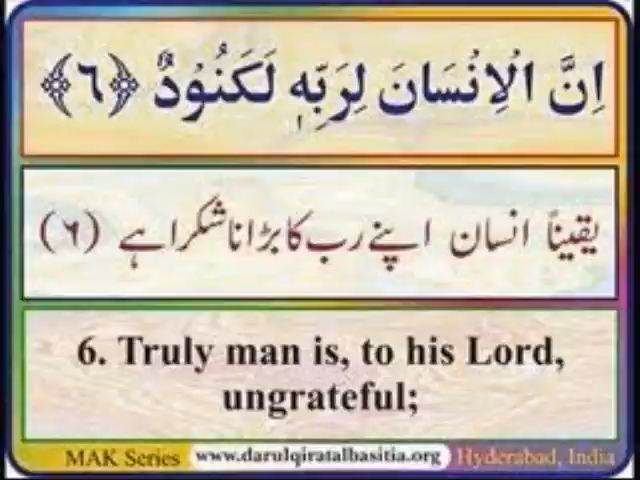 اِنَّ الْاِنْسَانَ لِرَبِّهٖ لَكَنُوْدٌ ﴿٦﴾
یقیناً انسان اپنے رب کا بڑا ناشکرا ہے (٦)
6. Truly man is, to his Lord,
ungrateful;
MAK Series www.darulqiratalbasitia.org Hyderabad, India